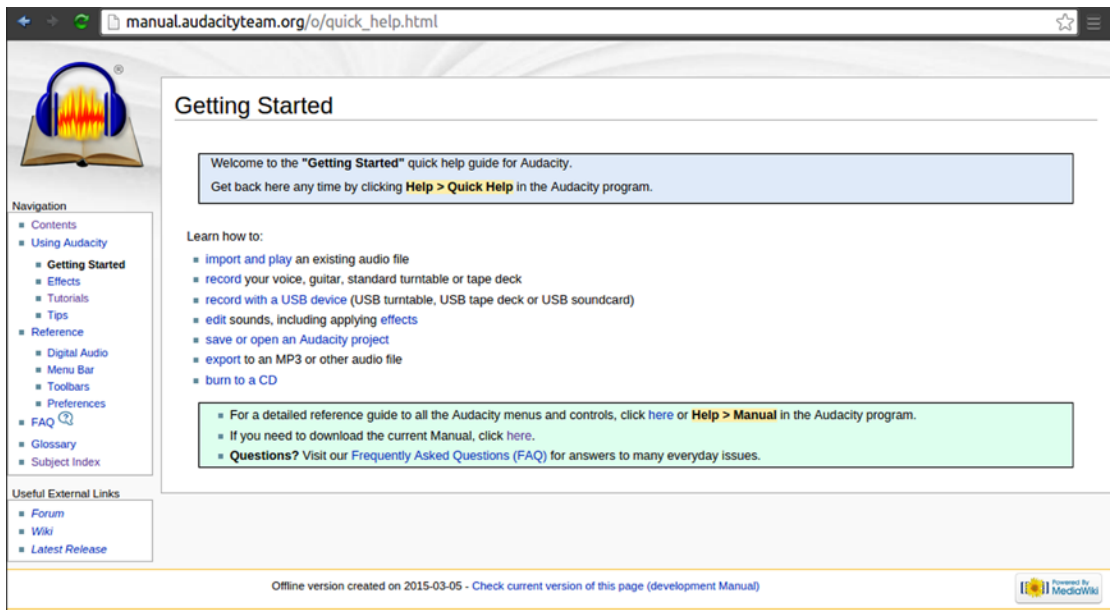 manual.audacityteam.org/o/quick_help.html
®
Getting Started
Welcome to the "Getting Started" quick help guide for Audacity.
Get back here any time by clicking Help > Quick Help in the Audacity program.
Navigation
Contents
Using Audacity
Getting Started
Effects
Tutorials
Tips
Reference
Digital Audio
Menu Bar
Toolbars
Preferences
FAQ ?
Glossary
Subject Index
Useful External Links
Forum
Wiki
Latest Release
Learn how to:
import and play an existing audio file
record your voice, guitar, standard turntable or tape deck
record with a USB device (USB turntable, USB tape deck or USB soundcard)
edit sounds, including applying effects
save or open an Audacity project
export to an MP3 or other audio file
burn to a CD
For a detailed reference guide to all the Audacity menus and controls, click here or Help > Manual in the Audacity program.
If you need to download the current Manual, click here.
Questions? Visit our Frequently Asked Questions (FAQ) for answers to many everyday issues.
Offline version created on 2015-03-05 - Check current version of this page (development Manual)
Powered By
MediaWiki